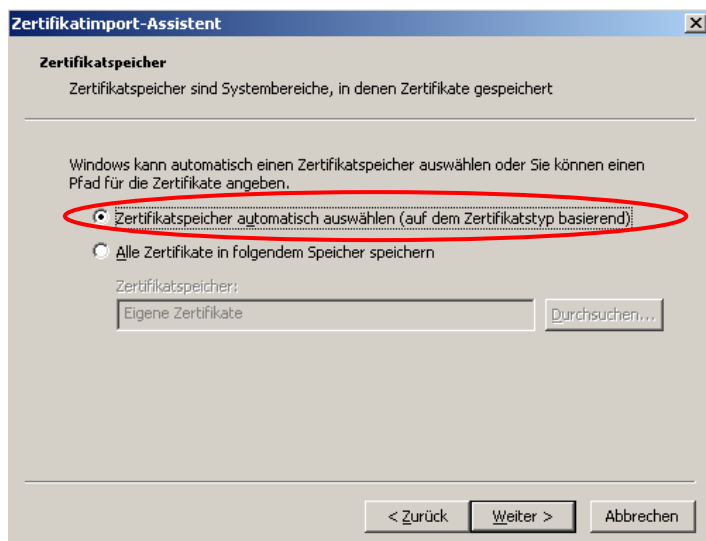 Zertifikatimport-Assistent
Zertifikatspeicher
Zertifikatspeicher sind Systembereiche, in denen Zertifikate gespeichert
Windows kann automatisch einen Zertifikatspeicher auswählen oder Sie können einen
Pfad für die Zertifikate angeben.
Zertifikatspeicher automatisch auswählen (auf dem Zertifikatstyp basierend)
Alle Zertifikate in folgendem Speicher speichern
Zertifikatspeicher:
Eigene Zertifikate
Durchsuchen...
< Zurück
Weiter >
Abbrechen